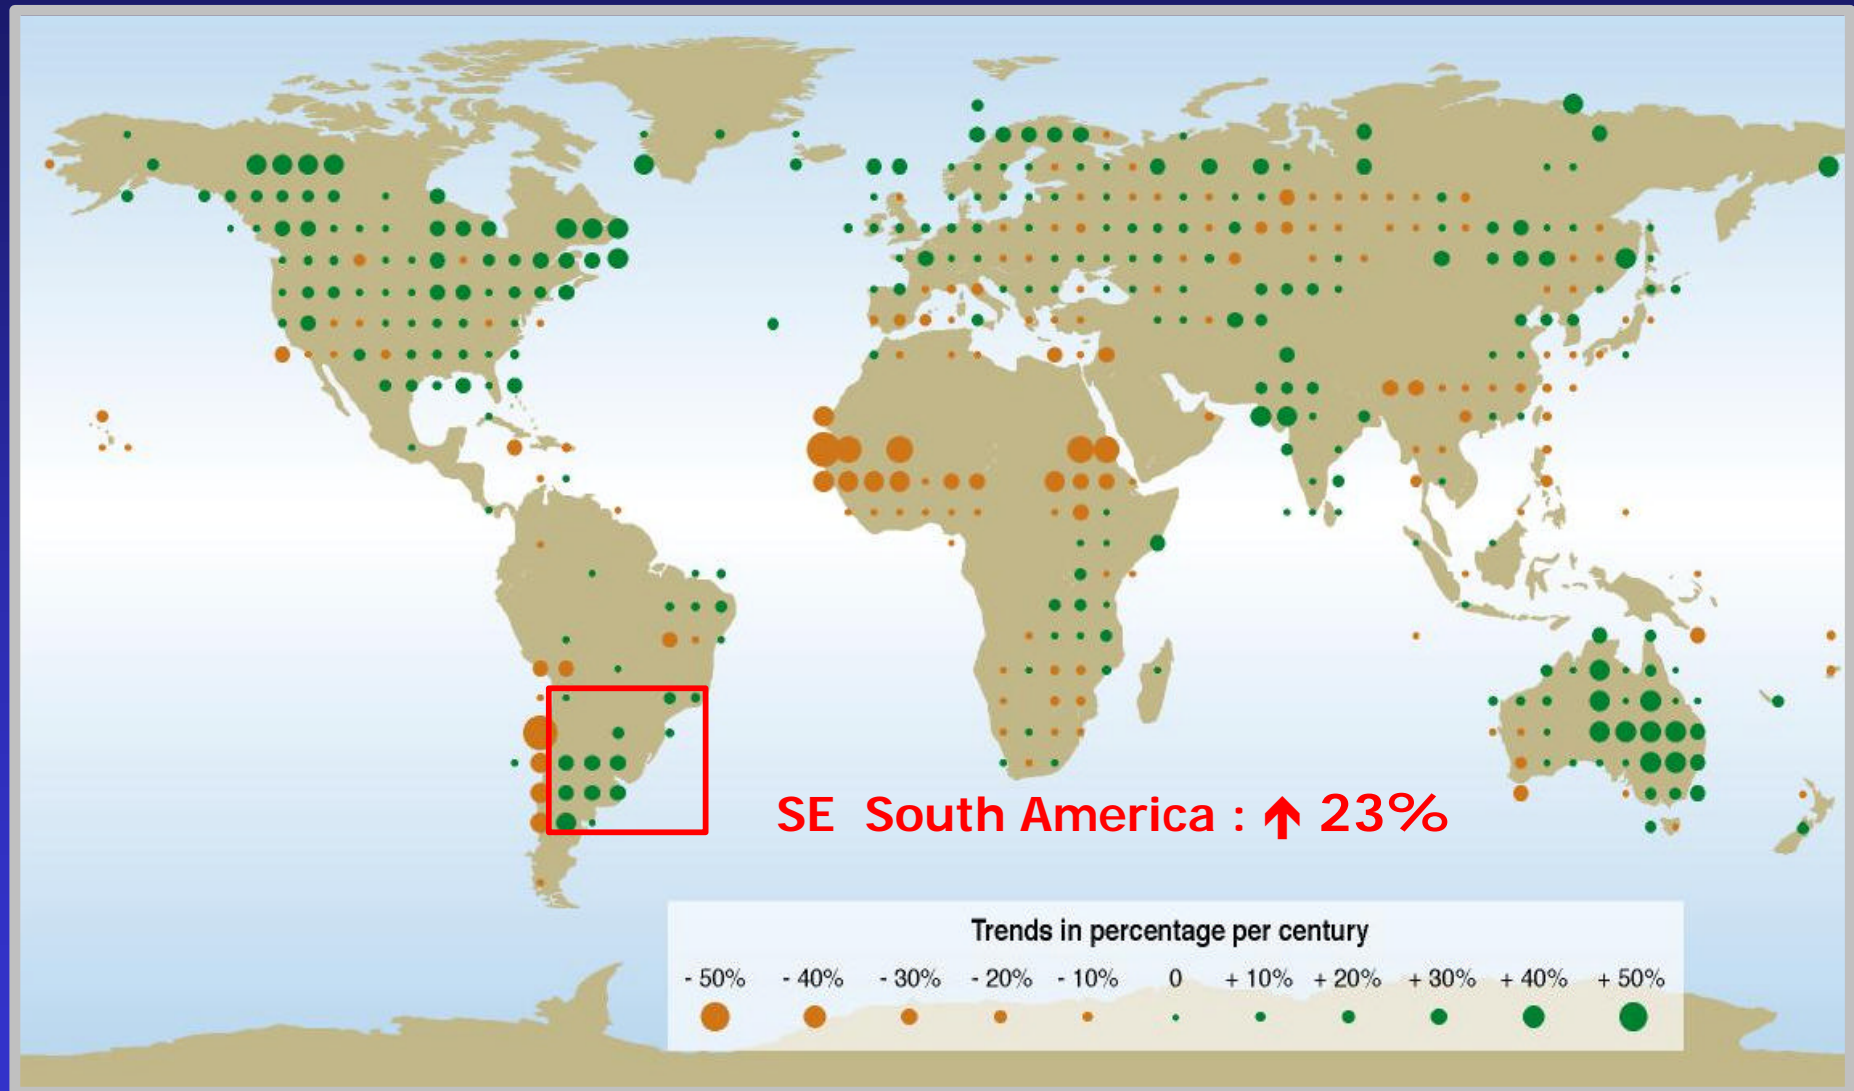 SE South America : ↑ 23%
Trends in percentage per century
- 50% - 40% - 30% - 20% - 10% 0 + 10% + 20% + 30% + 40% + 50%